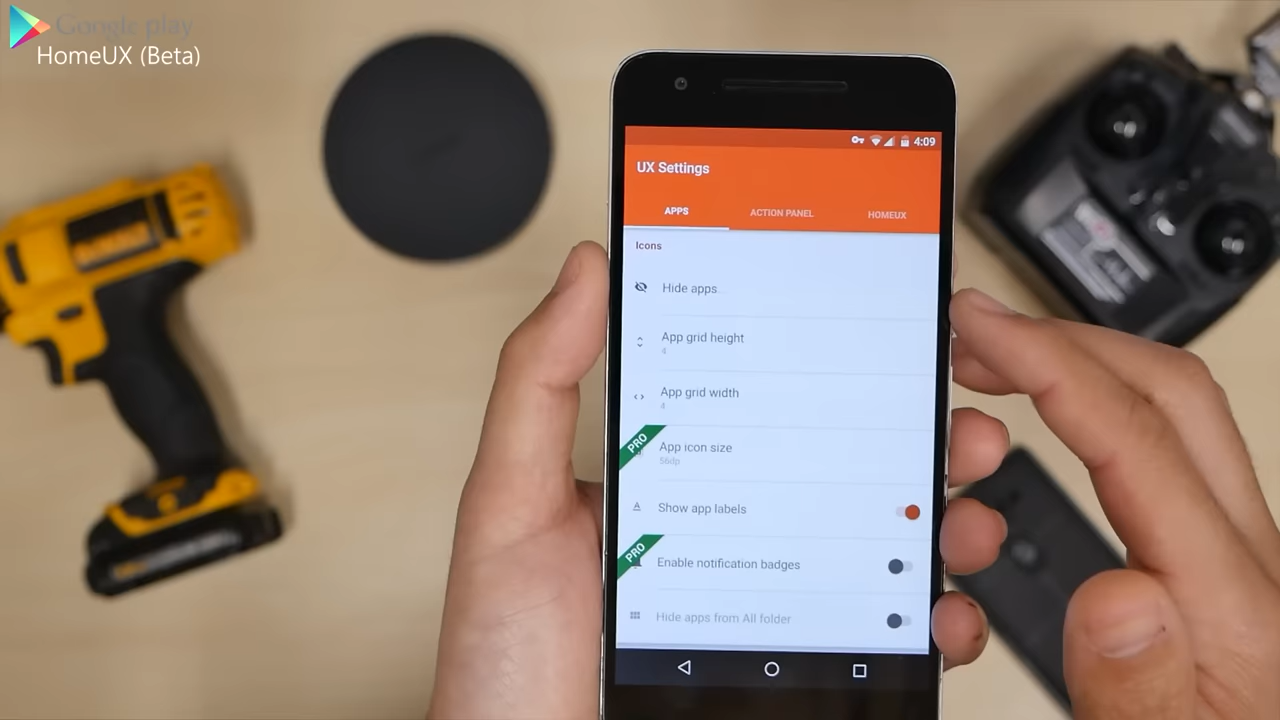 Google play
HomeUX (Beta)
4:09
UX Settings
APPS
ACTION PANEL
HOMEUX
Icons
Hide apps
App grid height
4
App grid width
4
PRO
App icon size
56dp
Show app labels
PRO
Enable notification badges
Hide apps from All folder